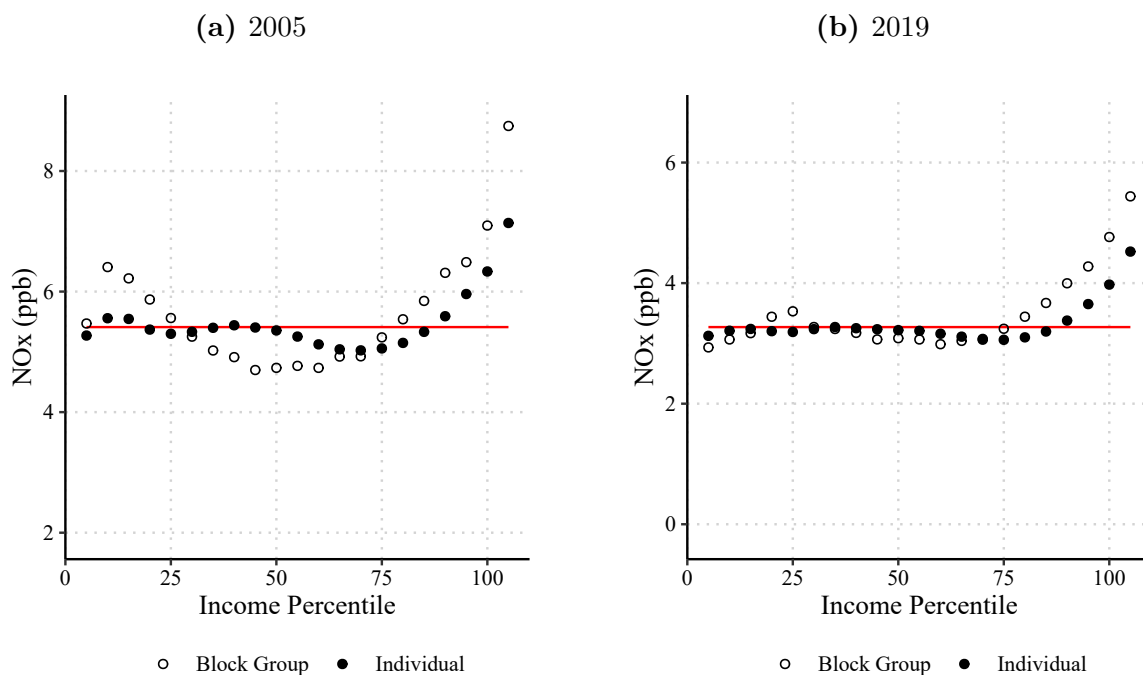 (a) 2005
(b) 2019
NOx (ppb)
8
6
4
2
0
25
50
75
100
Income Percentile
Block Group
Individual
NOx (ppb)
6
4
2
0
0
25
50
75
100
Income Percentile
Block Group
Individual